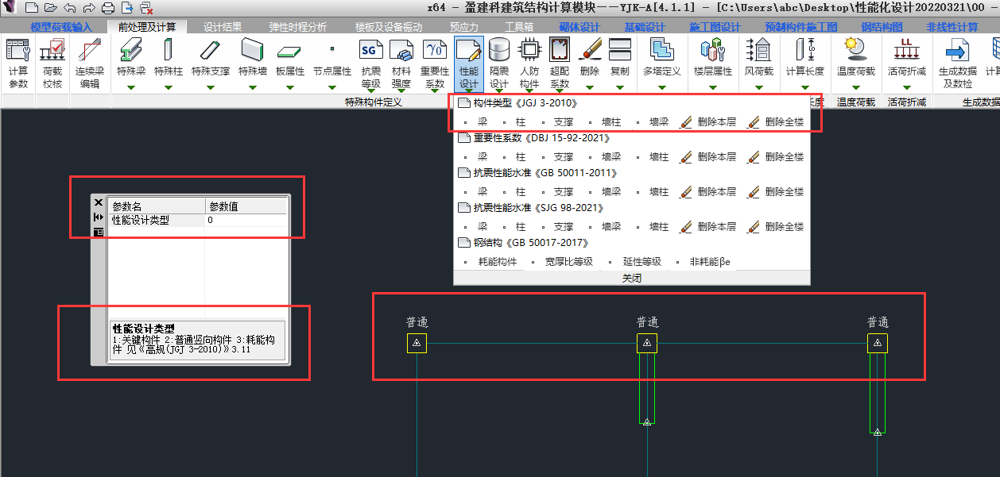 x64 - 盈建科建筑结构计算模块——YJK-A[4.1.1] - [C:\Users\abc\Desktop\性能化设计20220321\00 -
模型荷载输入 前处理及计算 设计结果 弹性时程分析 楼板及设备振动 预应力 工具箱 砌体设计 基础设计 施工图设计 预制构件施工图 钢结构图 非线性计算
计算参数
荷载校核
连续梁编辑
特殊梁
特殊柱
特殊支撑
特殊墙
板属性
节点属性
SG
抗震等级
材料强度
γ0
重要性系数
性能设计
隔震设计
人防构件
超配系数
删除
复制
多塔定义
楼层属性
风荷载
计算长度
温度荷载
活荷折减
生成数据及数检
特殊构件定义 长度 温度荷载 活荷折减 生成数据
构件类型《JGJ 3-2010》
梁 柱 支撑 墙柱 墙梁 删除本层 删除全楼
重要性系数《DBJ 15-92-2021》
梁 柱 支撑 墙梁 墙柱 删除本层 删除全楼
抗震性能水准《GB 50011-2011》
梁 柱 支撑 墙梁 墙柱 删除本层 删除全楼
抗震性能水准《SJG 98-2021》
梁 柱 支撑 墙梁 墙柱 删除本层 删除全楼
钢结构《GB 50017-2017》
耗能构件 宽厚比等级 延性等级 非耗能βe
关闭
参数名 参数值
性能设计类型 0
性能设计类型
1:关键构件 2:普通竖向构件 3:耗能构
件 见《高规(JGJ 3-2010)》3.11
普通 普通 普通